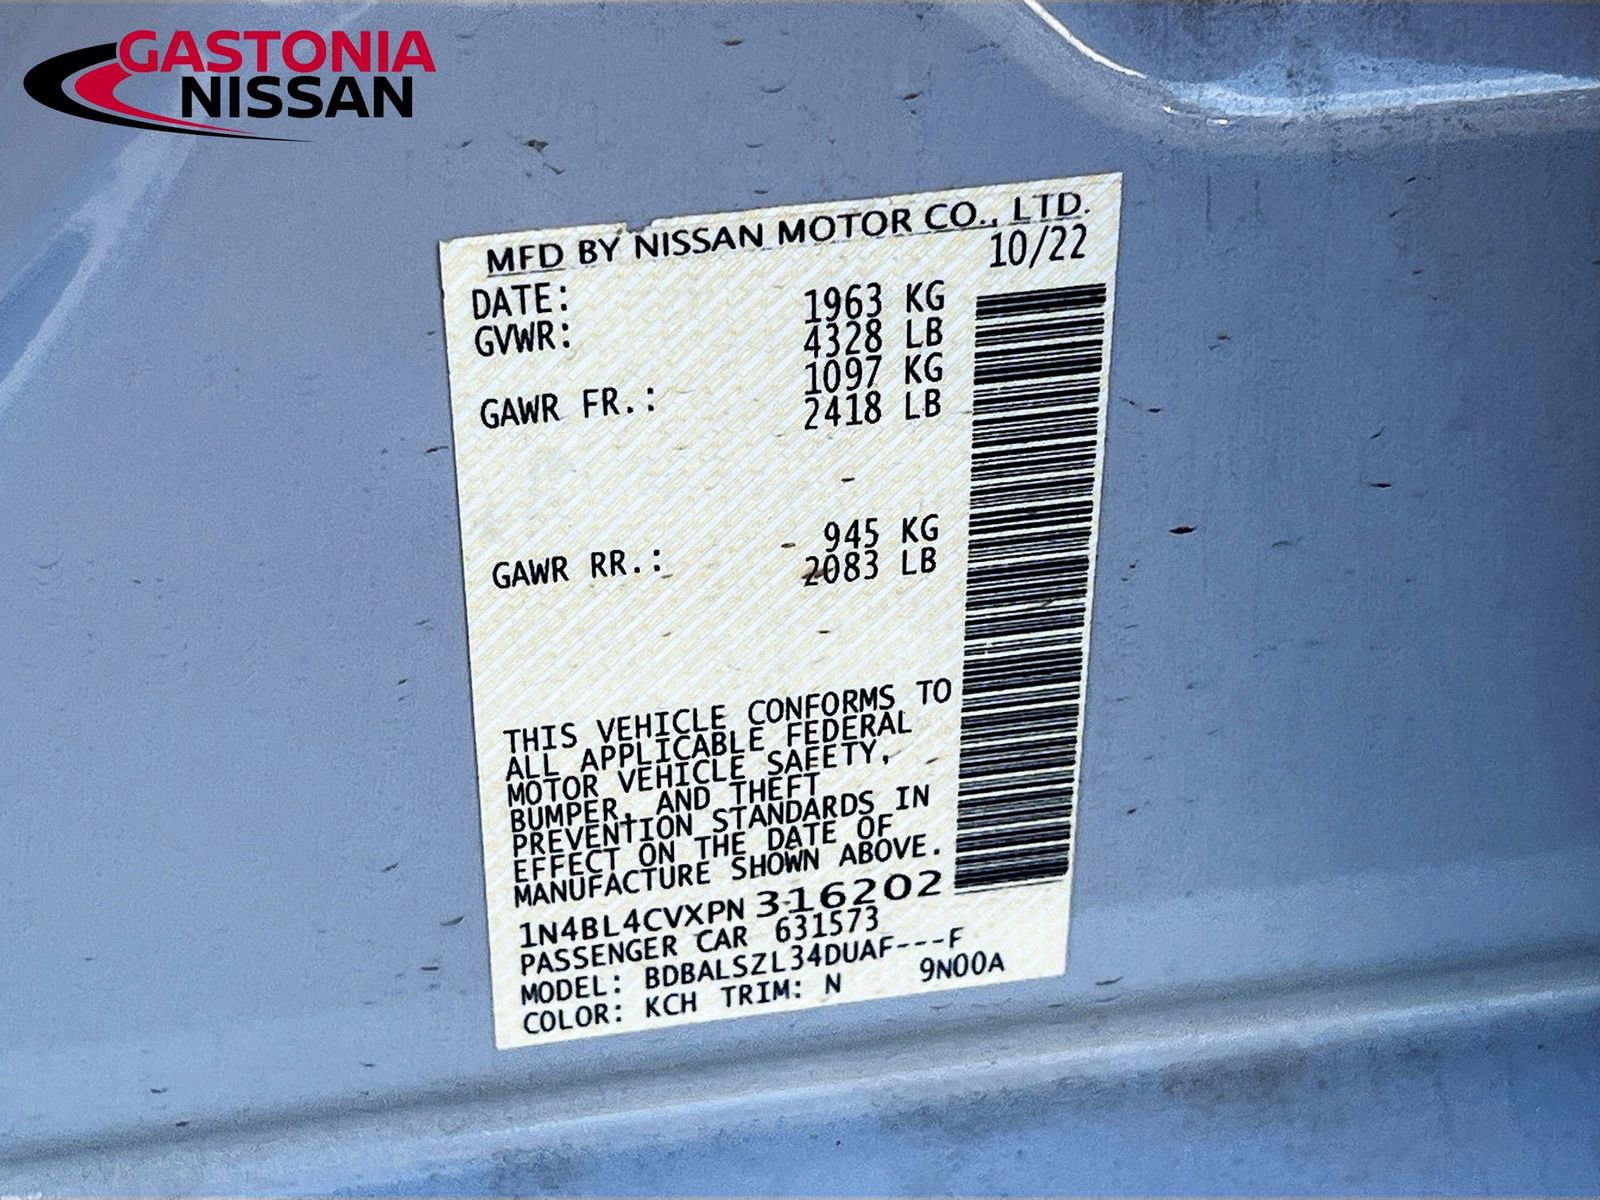 GASTONIA
NISSAN
MFD BY NISSAN MOTOR CO., LTD.
DATE: 10/22
GVWR: 1963 KG
4328 LB
GAWR FR.: 1097 KG
2418 LB
GAWR RR.: 945 KG
2083 LB
THIS VEHICLE CONFORMS TO
ALL APPLICABLE FEDERAL
MOTOR VEHICLE SAFETY,
BUMPER, AND THEFT
PREVENTION STANDARDS IN
EFFECT ON THE DATE OF
MANUFACTURE SHOWN ABOVE.
1N4BL4CVXPN 316202
PASSENGER CAR 631573
MODEL: BDBALSZL34DUAF---F
COLOR: KCH TRIM: N 9N00A